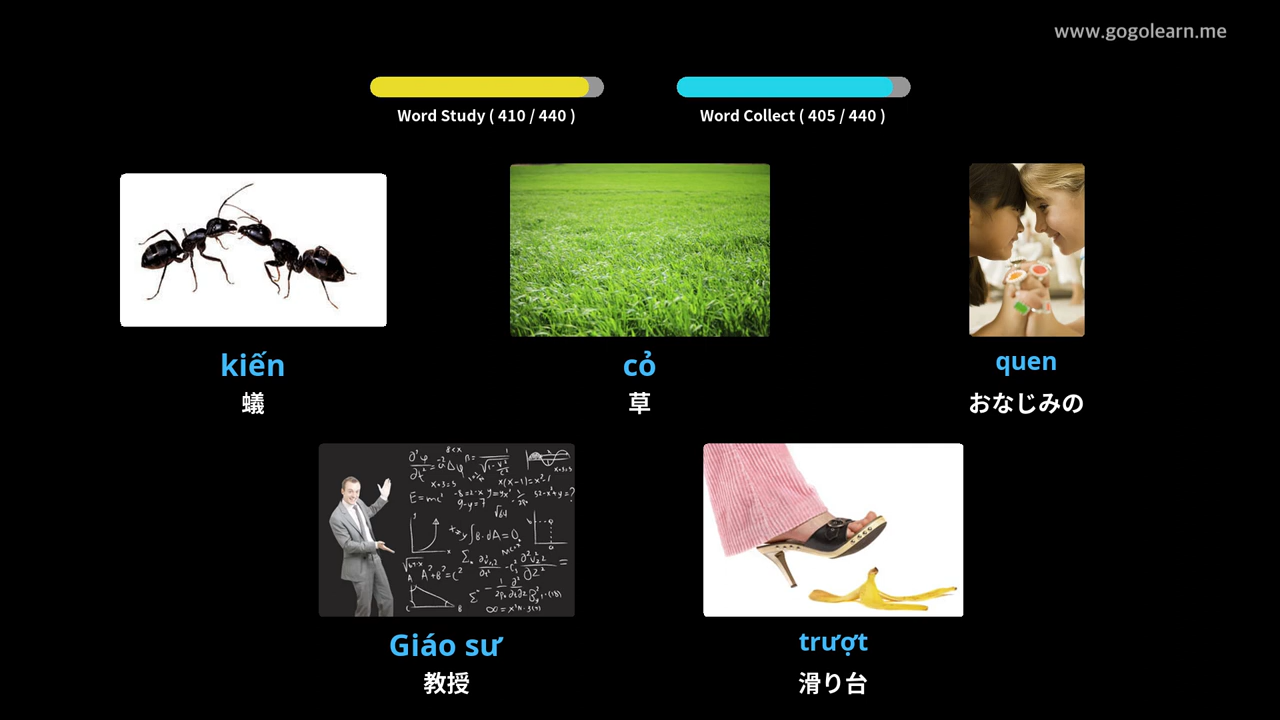 www.gogolearn.me
Word Study ( 410 / 440 )
Word Collect ( 405 / 440 )
kiến
蟻
cỏ
草
quen
おなじみの
Giáo sư
教授
trượt
滑り台